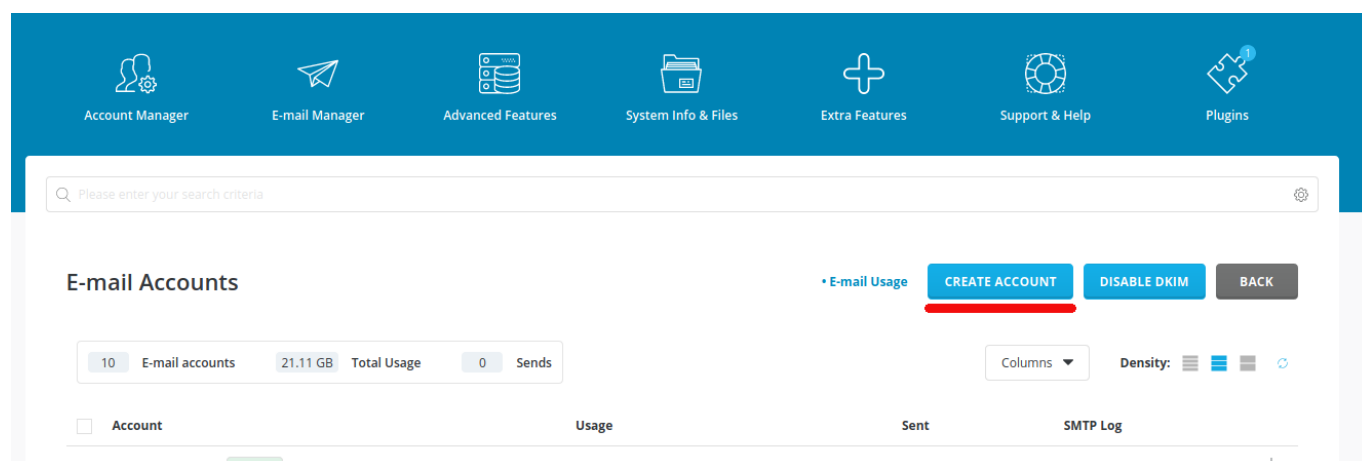 1
Account Manager E-mail Manager Advanced Features System Info & Files Extra Features Support & Help Plugins
Please enter your search criteria
E-mail Accounts • E-mail Usage CREATE ACCOUNT DISABLE DKIM BACK
10 E-mail accounts 21.11 GB Total Usage 0 Sends Columns Density:
Account Usage Sent SMTP Log